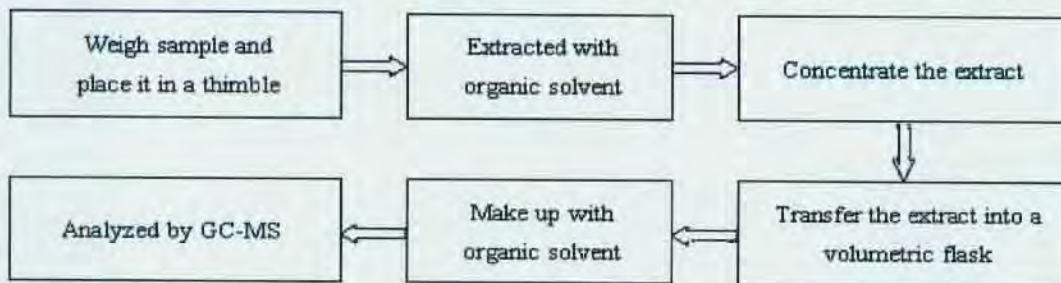 Weigh sample and
place it in a thimble
Extracted with
organic solvent
Concentrate the extract
Transfer the extract into a
volumetric flask
Make up with
organic solvent
Analyzed by GC-MS